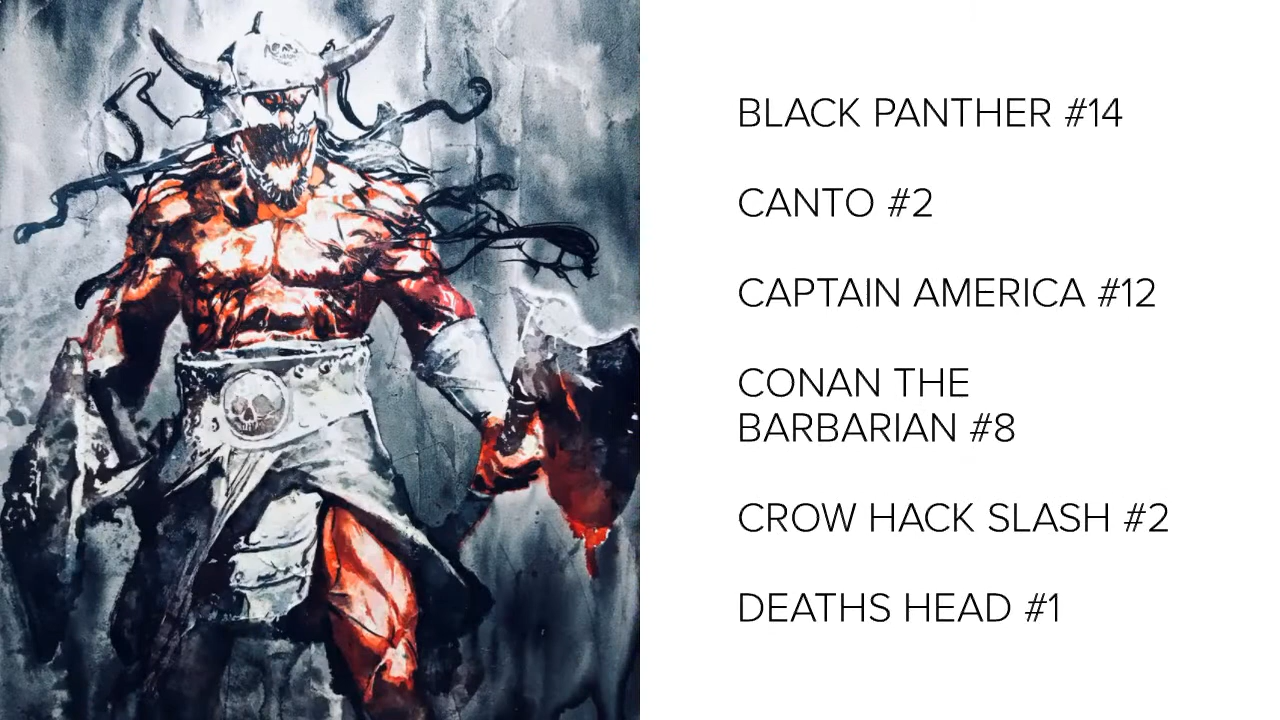 BLACK PANTHER #14
CANTO #2
CAPTAIN AMERICA #12
CONAN THE
BARBARIAN #8
CROW HACK SLASH #2
DEATHS HEAD #1